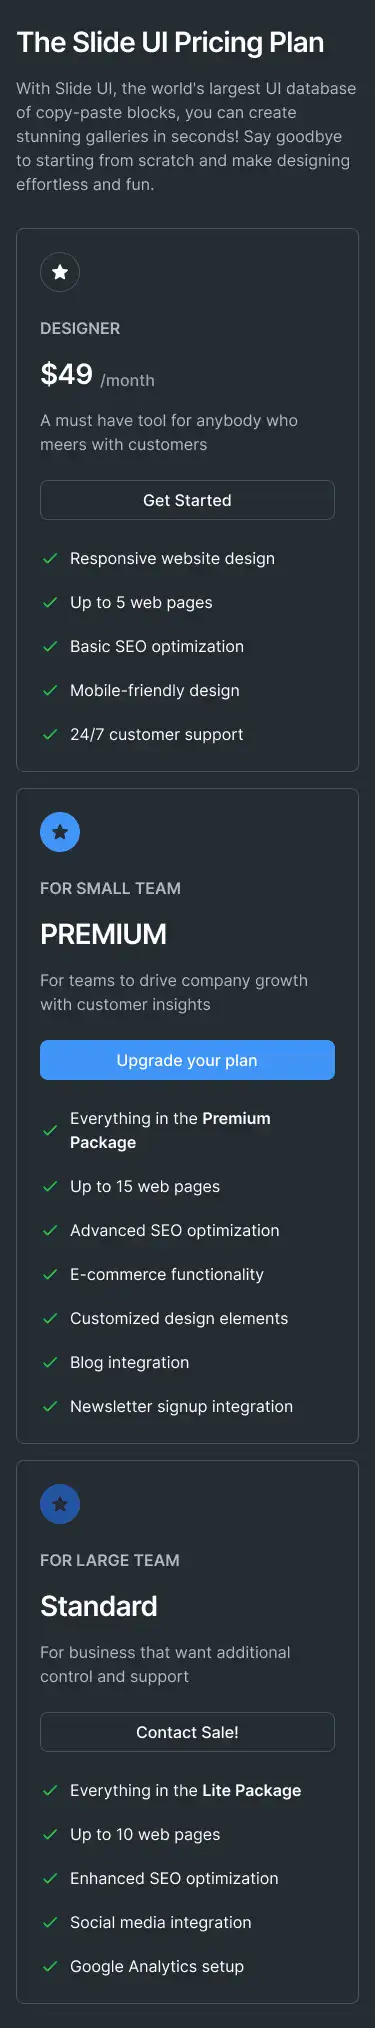 The Slide UI Pricing Plan
With Slide UI, the world's largest UI database
of copy-paste blocks, you can create
stunning galleries in seconds! Say goodbye
to starting from scratch and make designing
effortless and fun.
DESIGNER
$49 /month
A must have tool for anybody who
meers with customers
Get Started
Responsive website design
Up to 5 web pages
Basic SEO optimization
Mobile-friendly design
24/7 customer support
FOR SMALL TEAM
PREMIUM
For teams to drive company growth
with customer insights
Upgrade your plan
Everything in the Premium
Package
Up to 15 web pages
Advanced SEO optimization
E-commerce functionality
Customized design elements
Blog integration
Newsletter signup integration
FOR LARGE TEAM
Standard
For business that want additional
control and support
Contact Sale!
Everything in the Lite Package
Up to 10 web pages
Enhanced SEO optimization
Social media integration
Google Analytics setup